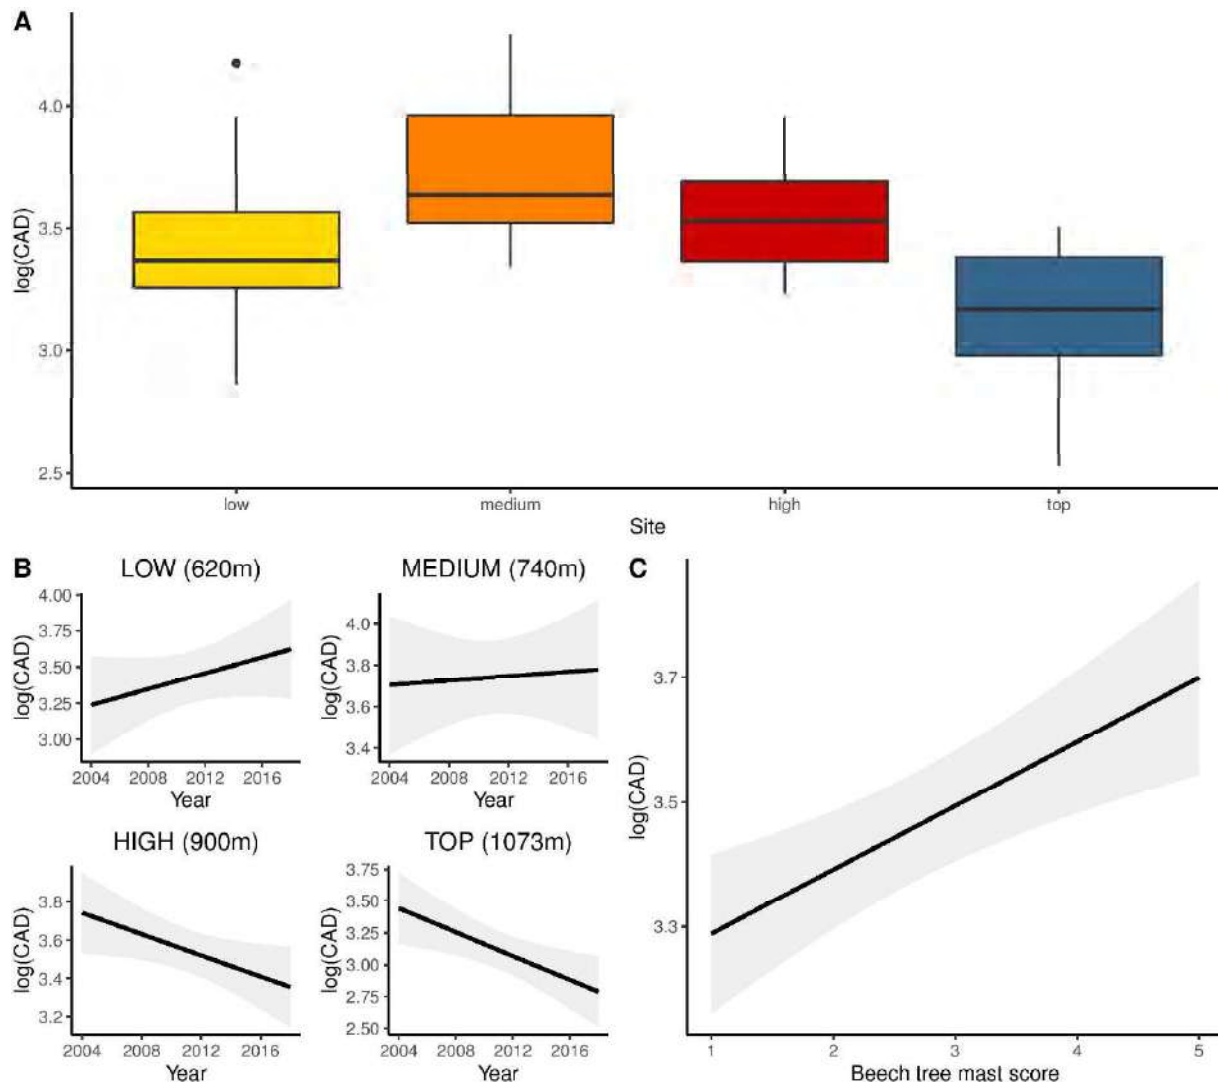 A
log(CAD)
4.0
3.5
3.0
2.5
low medium high top
Site
B
LOW (620m)
log(CAD)
4.00
3.75
3.50
3.25
3.00
2004 2008 2012 2016
Year
MEDIUM (740m)
log(CAD)
4.0
3.8
3.6
3.4
2004 2008 2012 2016
Year
HIGH (900m)
log(CAD)
3.8
3.6
3.4
3.2
2004 2008 2012 2016
Year
TOP (1073m)
log(CAD)
3.75
3.50
3.25
3.00
2.75
2.50
2004 2008 2012 2016
Year
C
log(CAD)
3.7
3.5
3.3
1 2 3 4 5
Beech tree mast score